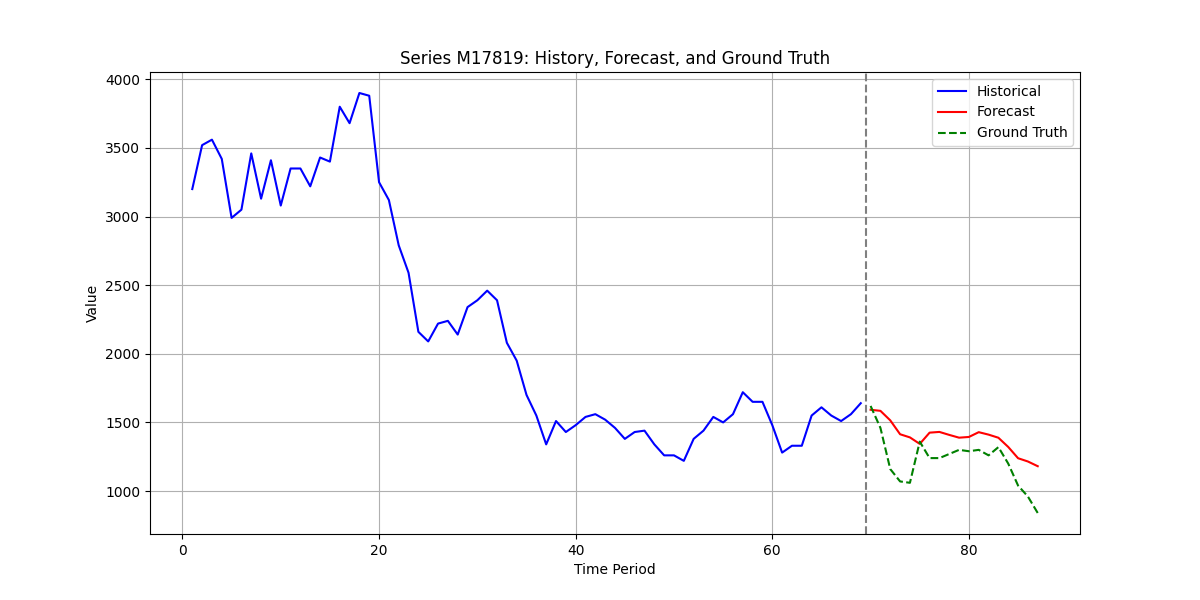 Series M17819: History, Forecast, and Ground Truth
4000
3500
3000
2500
2000
1500
1000
Value
0
20
40
60
80
Time Period
Historical
Forecast
Ground Truth